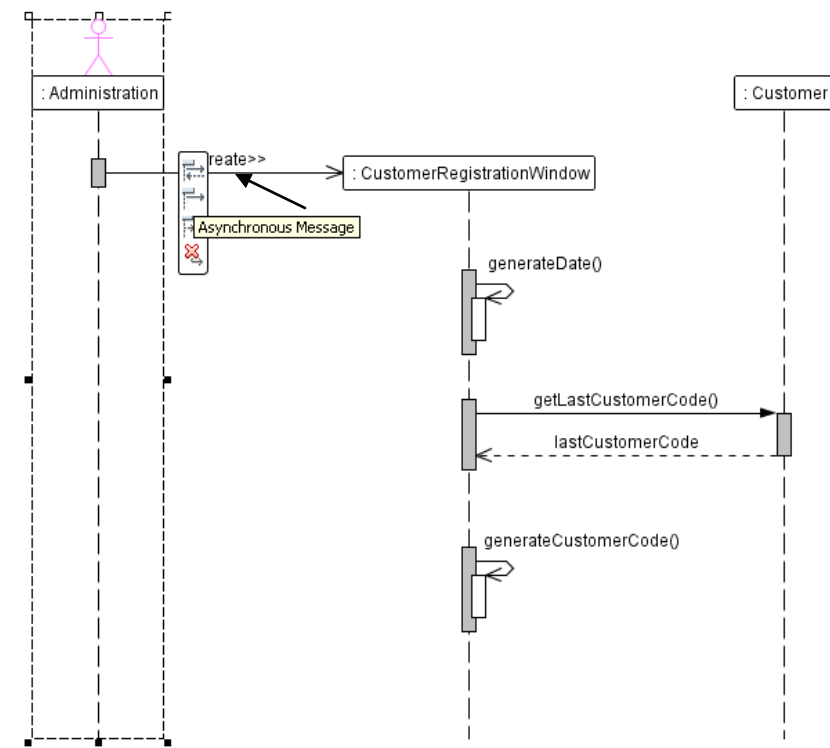 : Administration
: Customer
reate>>
: CustomerRegistrationWindow
Asynchronous Message
generateDate()
getLastCustomerCode()
lastCustomerCode
generateCustomerCode()